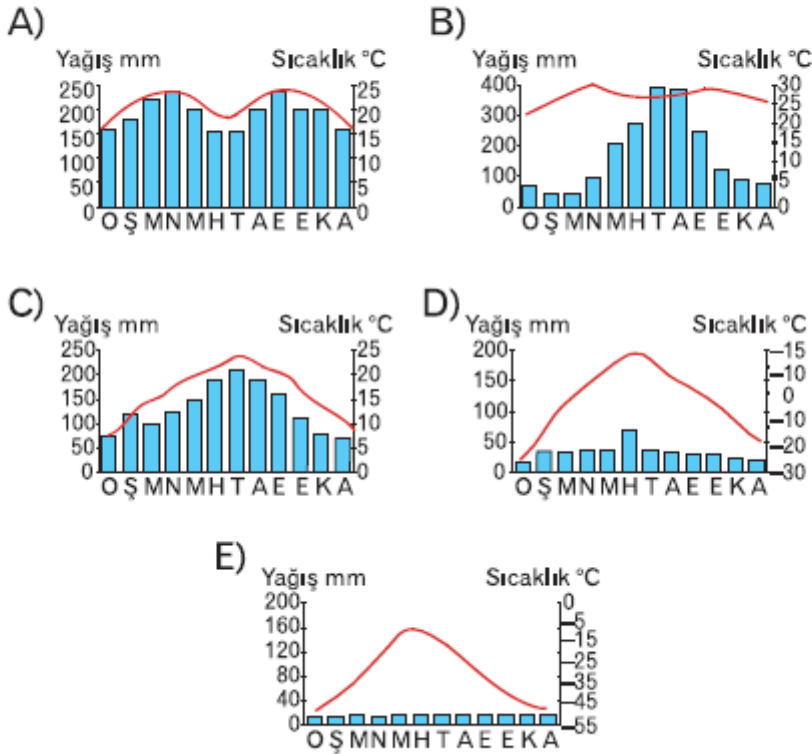 A)
Yağış mm Sıcaklık °C
250 25
200 20
150 15
100 10
50 5
0 0
O Ş M N M H T A E E K A
B)
Yağış mm Sıcaklık °C
400 30
25
300 20
200 15
10
100 5
0 0
O Ş M N M H T A E E K A
C)
Yağış mm Sıcaklık °C
250 25
200 20
150 15
100 10
50 5
0 0
O Ş M N M H T A E E K A
D)
Yağış mm Sıcaklık °C
200 –15
–10
150 0
100 –10
50 –20
0 –30
O Ş M N M H T A E E K A
E)
Yağış mm Sıcaklık °C
200 0
–5
160 –15
120 –25
80 –35
40 –45
0 –55
O Ş M N M H T A E E K A